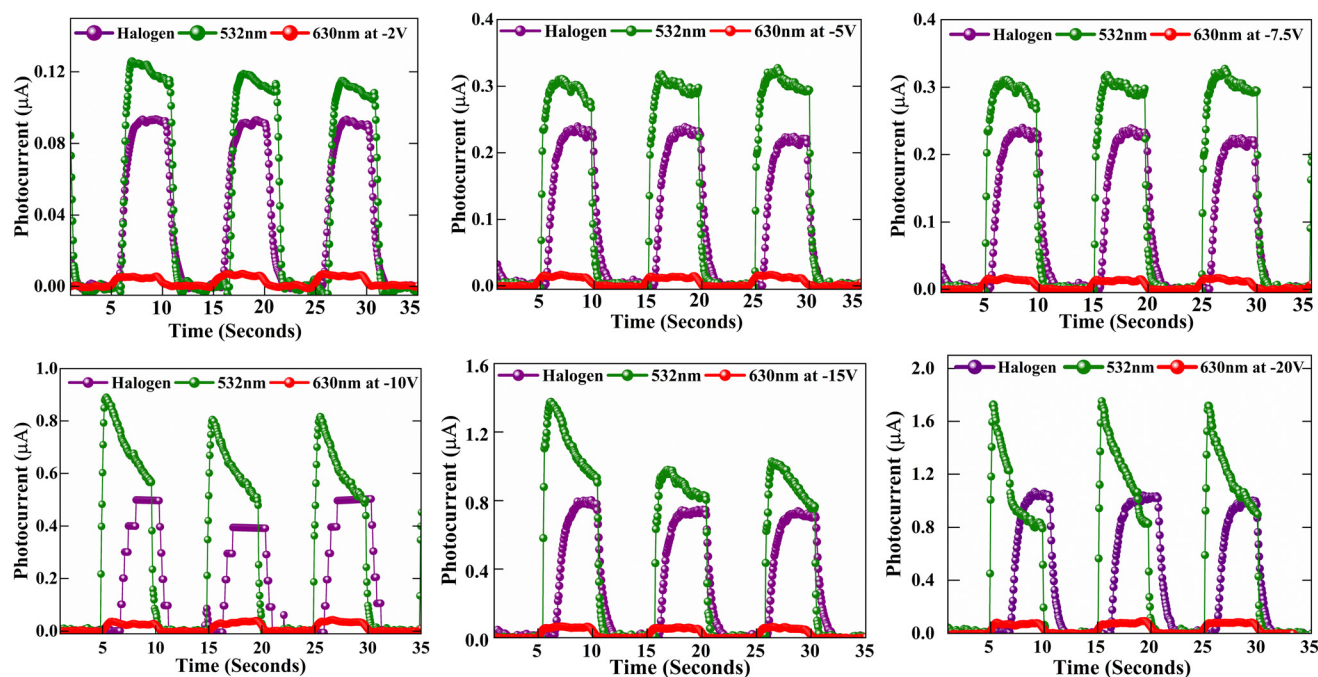 Halogen 532nm 630nm at -2V
Photocurrent (μA)
0.12
0.08
0.04
0.00
5 10 15 20 25 30 35
Time (Seconds)
Halogen 532nm 630nm at -5V
Photocurrent (μA)
0.4
0.3
0.2
0.1
0.0
5 10 15 20 25 30 35
Time (Seconds)
Halogen 532nm 630nm at -7.5V
Photocurrent (μA)
0.4
0.3
0.2
0.1
0.0
5 10 15 20 25 30 35
Time (Seconds)
Halogen 532nm 630nm at -10V
Photocurrent (μA)
1.0
0.8
0.6
0.4
0.2
0.0
5 10 15 20 25 30 35
Time (Seconds)
Halogen 532nm 630nm at -15V
Photocurrent (μA)
1.6
1.2
0.8
0.4
0.0
5 10 15 20 25 30 35
Time (Seconds)
Halogen 532nm 630nm at -20V
Photocurrent (μA)
2.0
1.6
1.2
0.8
0.4
0.0
5 10 15 20 25 30 35
Time (Seconds)